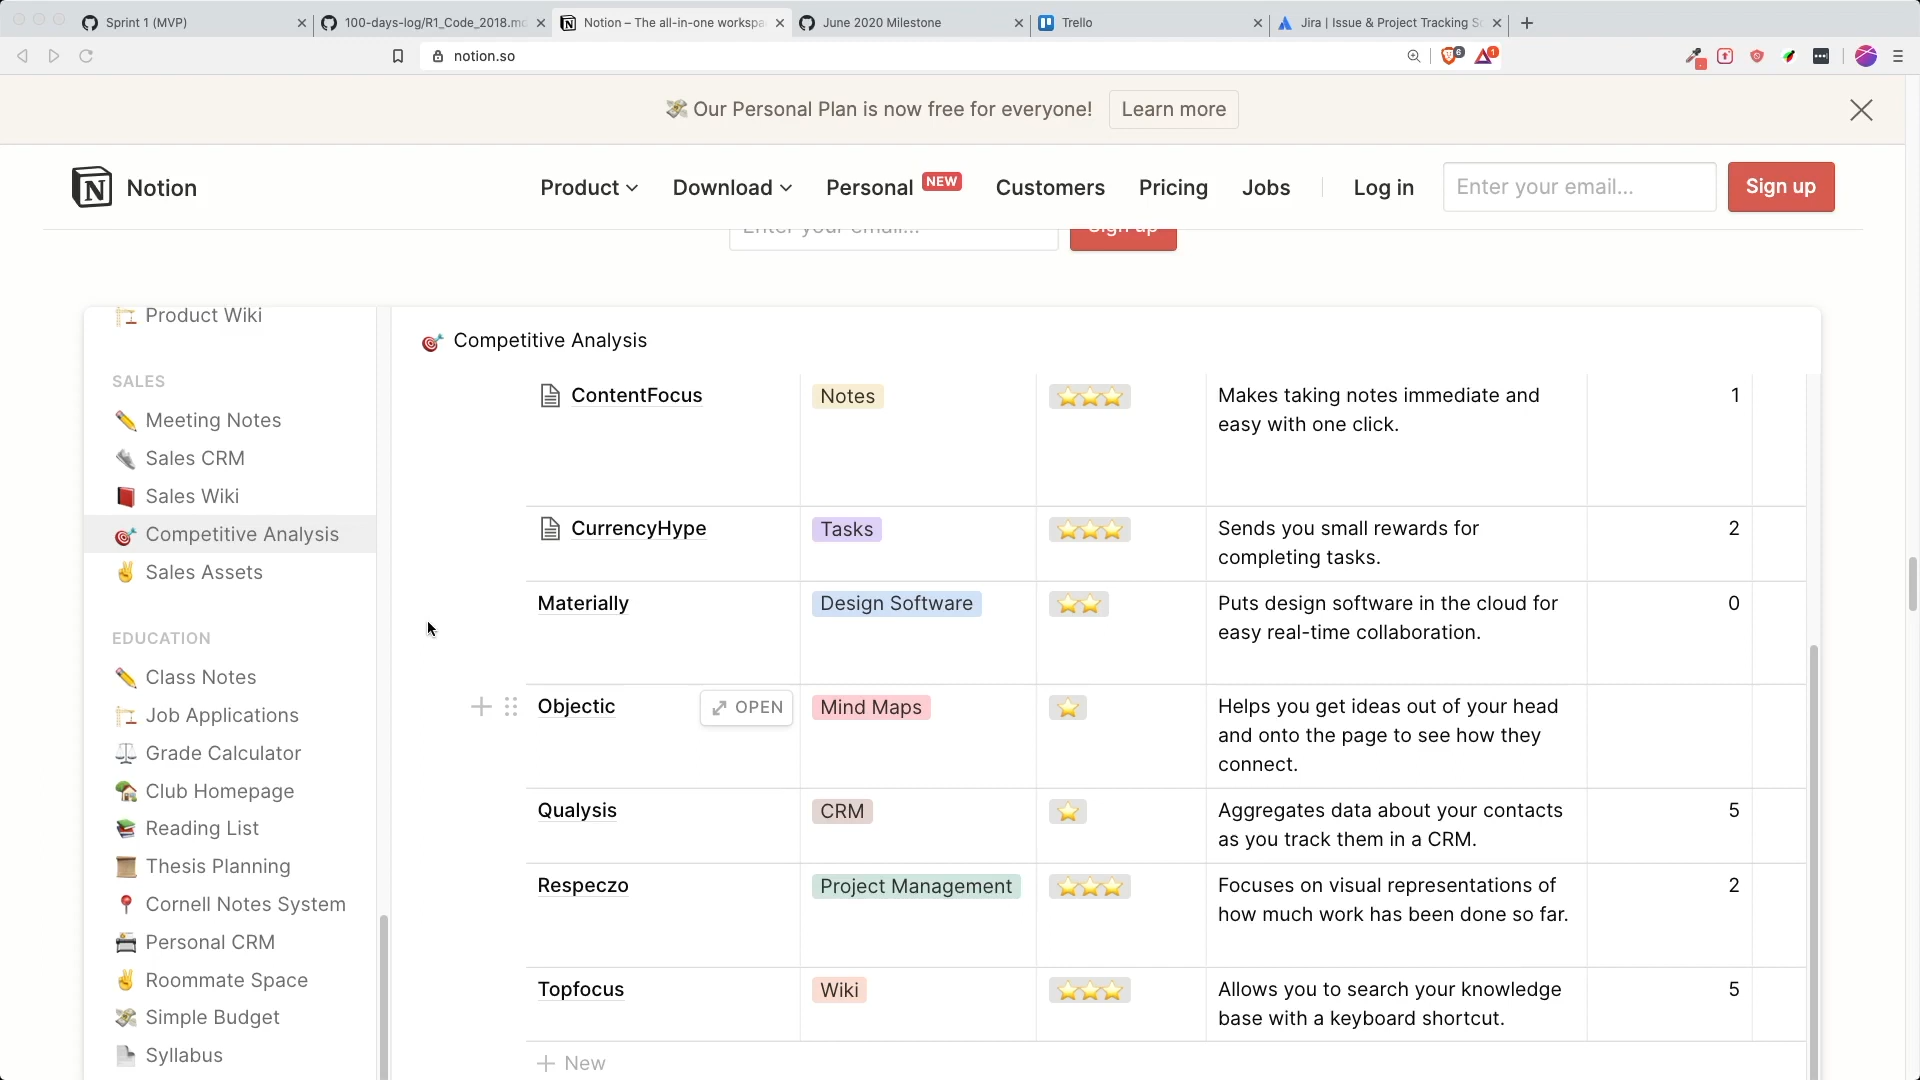 Sprint 1 (MVP)
100-days-log/R1_Code_2018.md
Notion – The all-in-one workspa
June 2020 Milestone
Trello
Jira | Issue & Project Tracking S
notion.so
6
1
Our Personal Plan is now free for everyone!
Learn more
Notion
Product
Download
Personal NEW
Customers
Pricing
Jobs
Log in
Enter your email...
Sign up
Enter your email...
Sign up
Product Wiki
SALES
Meeting Notes
Sales CRM
Sales Wiki
Competitive Analysis
Sales Assets
EDUCATION
Class Notes
Job Applications
Grade Calculator
Club Homepage
Reading List
Thesis Planning
Cornell Notes System
Personal CRM
Roommate Space
Simple Budget
Syllabus
Competitive Analysis
ContentFocus
Notes
Makes taking notes immediate and
easy with one click.
1
CurrencyHype
Tasks
Sends you small rewards for
completing tasks.
2
Materially
Design Software
Puts design software in the cloud for
easy real-time collaboration.
0
Objectic
OPEN
Mind Maps
Helps you get ideas out of your head
and onto the page to see how they
connect.
Qualysis
CRM
Aggregates data about your contacts
as you track them in a CRM.
5
Respeczo
Project Management
Focuses on visual representations of
how much work has been done so far.
2
Topfocus
Wiki
Allows you to search your knowledge
base with a keyboard shortcut.
5
New